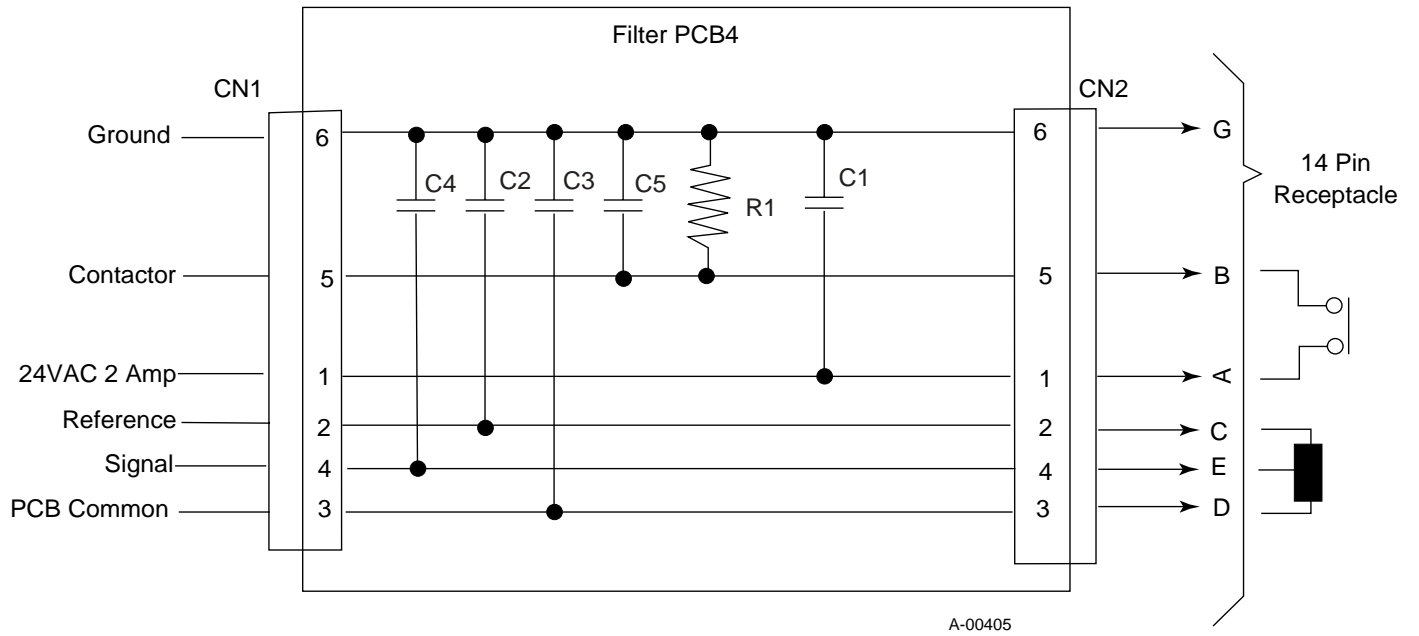 Filter PCB4
CN1
CN2
Ground
6
6
G
14 Pin
Receptacle
C4
C2
C3
C5
R1
C1
Contactor
5
5
B
24VAC 2 Amp
1
1
A
Reference
2
2
C
Signal
4
4
E
PCB Common
3
3
D
A-00405